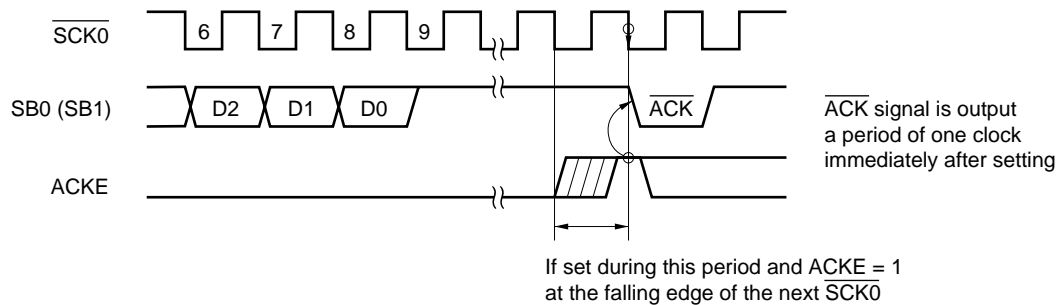 SCK0 6 7 8 9
SB0 (SB1) D2 D1 D0 ACK
ACK signal is output
a period of one clock
immediately after setting
ACKE
If set during this period and ACKE = 1
at the falling edge of the next SCK0